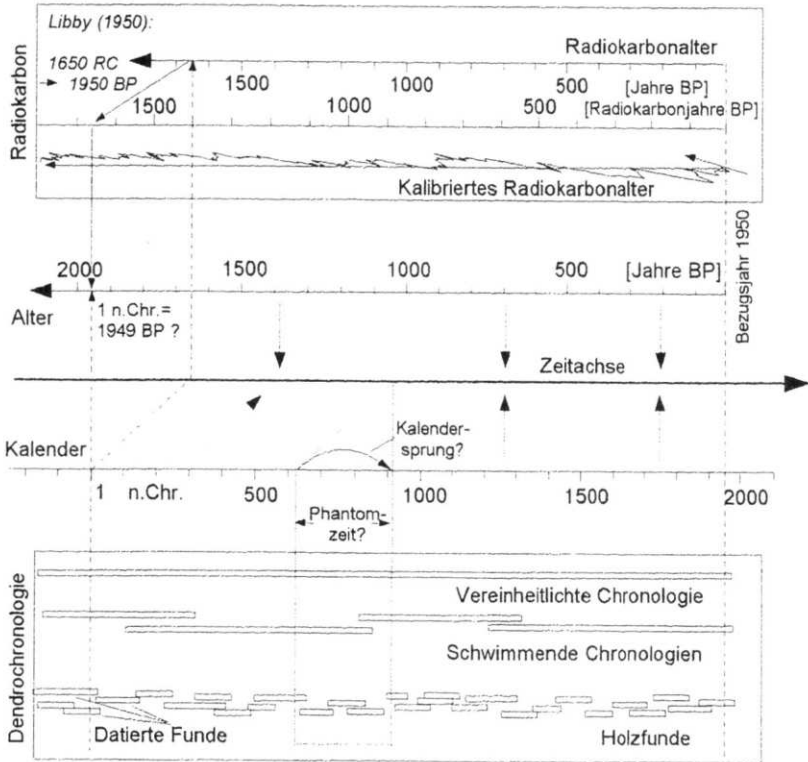 Libby (1950):
Radiokarbonalter
1650 RC
1950 BP
1500 1000 500 [Jahre BP]
1500 1000 500 [Radiokarbonjahre BP]
Kalibriertes Radiokarbonalter
Radiokarbon
2000 1500 1000 500 [Jahre BP]
Bezugsjahr 1950
Alter
1 n.Chr.=
1949 BP ?
Zeitachse
Kalender
Kalender-
sprung?
1 n.Chr. 500 1000 1500 2000
Phantom-
zeit?
Vereinheitlichte Chronologie
Schwimmende Chronologien
Datierte Funde Holzfunde
Dendrochronologie